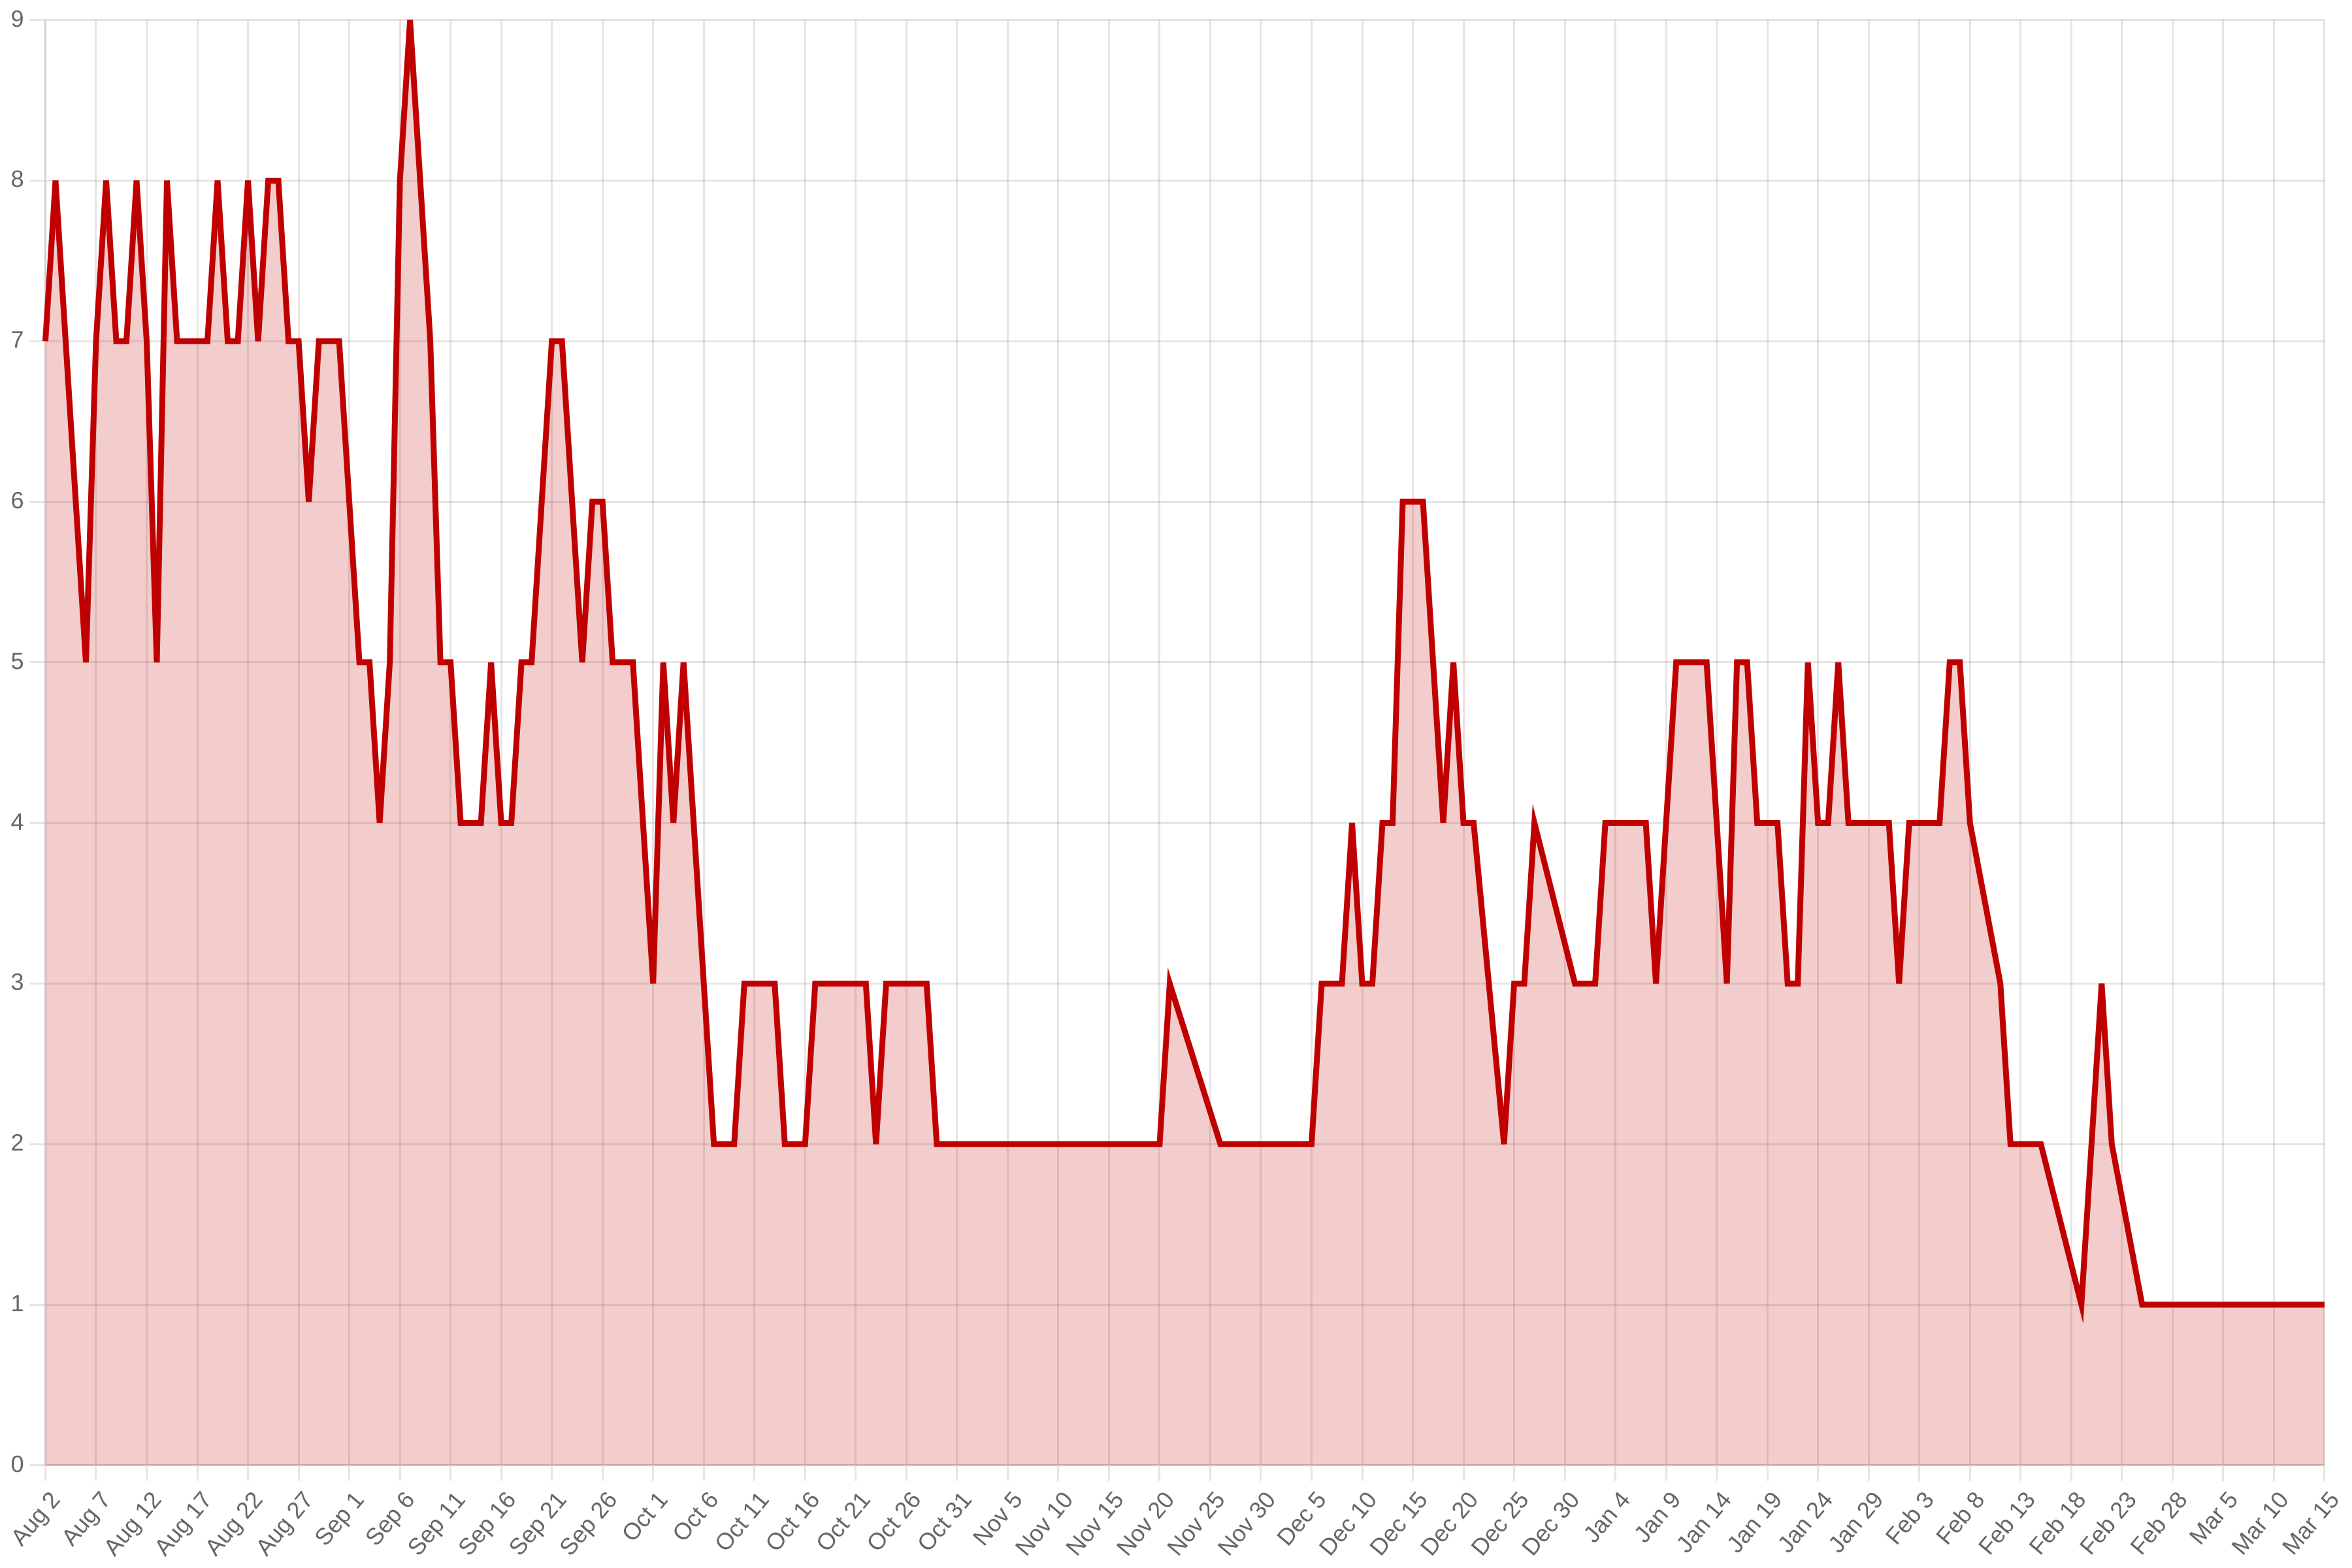 9
8
7
6
5
4
3
2
1
0
Aug 2
Aug 7
Aug 12
Aug 17
Aug 22
Aug 27
Sep 1
Sep 6
Sep 11
Sep 16
Sep 21
Sep 26
Oct 1
Oct 6
Oct 11
Oct 16
Oct 21
Oct 26
Oct 31
Nov 5
Nov 10
Nov 15
Nov 20
Nov 25
Nov 30
Dec 5
Dec 10
Dec 15
Dec 20
Dec 25
Dec 30
Jan 4
Jan 9
Jan 14
Jan 19
Jan 24
Jan 29
Feb 3
Feb 8
Feb 13
Feb 18
Feb 23
Feb 28
Mar 5
Mar 10
Mar 15